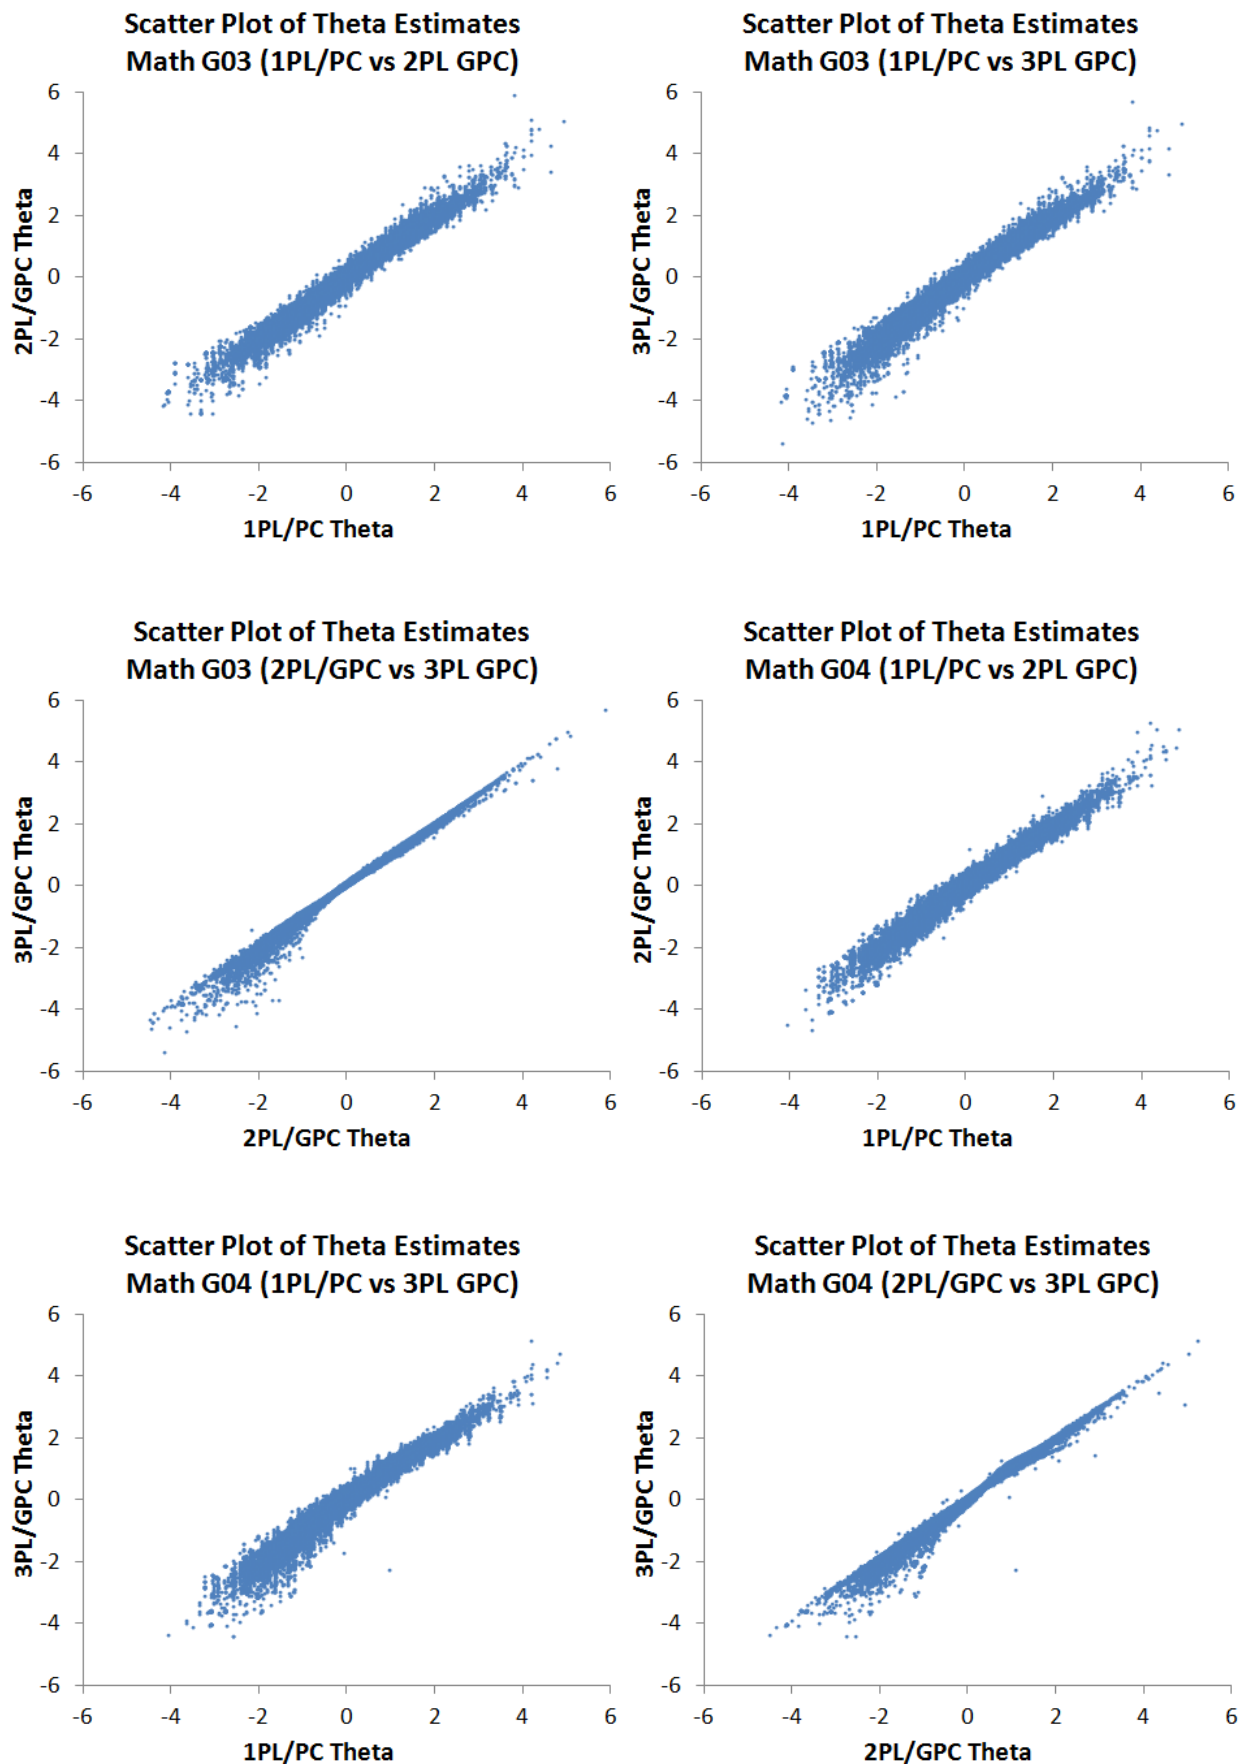 Scatter Plot of Theta Estimates
Math G03 (1PL/PC vs 2PL GPC)
6
4
2
0
-2
-4
-6
2PL/GPC Theta
-6 -4 -2 0 2 4 6
1PL/PC Theta
Scatter Plot of Theta Estimates
Math G03 (1PL/PC vs 3PL GPC)
6
4
2
0
-2
-4
-6
3PL/GPC Theta
-6 -4 -2 0 2 4 6
1PL/PC Theta
Scatter Plot of Theta Estimates
Math G03 (2PL/GPC vs 3PL GPC)
6
4
2
0
-2
-4
-6
3PL/GPC Theta
-6 -4 -2 0 2 4 6
2PL/GPC Theta
Scatter Plot of Theta Estimates
Math G04 (1PL/PC vs 2PL GPC)
6
4
2
0
-2
-4
-6
2PL/GPC Theta
-6 -4 -2 0 2 4 6
1PL/PC Theta
Scatter Plot of Theta Estimates
Math G04 (1PL/PC vs 3PL GPC)
6
4
2
0
-2
-4
-6
3PL/GPC Theta
-6 -4 -2 0 2 4 6
1PL/PC Theta
Scatter Plot of Theta Estimates
Math G04 (2PL/GPC vs 3PL GPC)
6
4
2
0
-2
-4
-6
3PL/GPC Theta
-6 -4 -2 0 2 4 6
2PL/GPC Theta